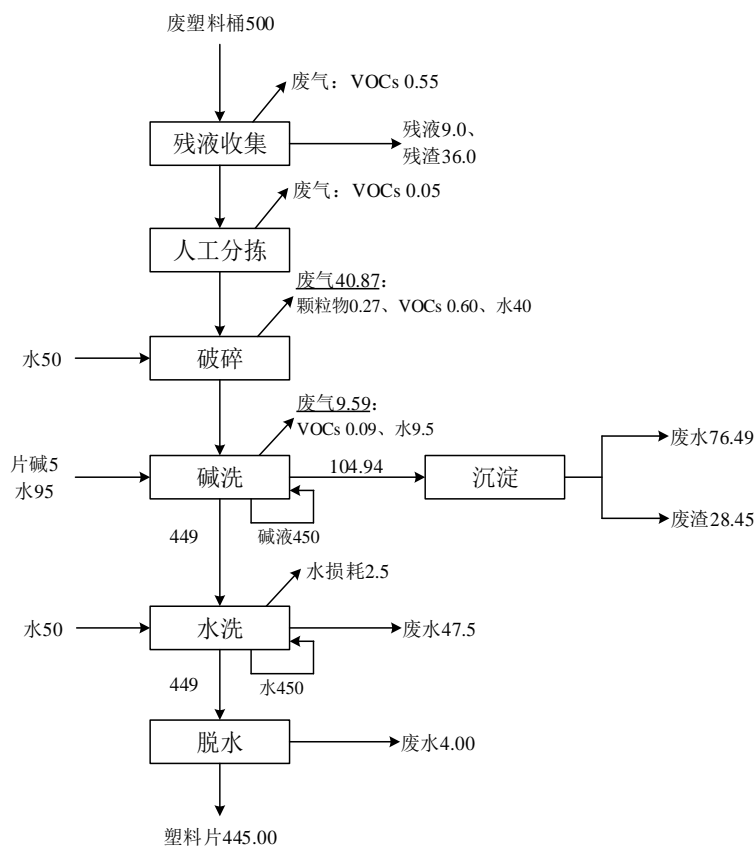 废塑料桶500
废气：VOCs 0.55
残液收集
残液9.0、
残渣36.0
废气：VOCs 0.05
人工分拣
废气40.87：
颗粒物0.27、VOCs 0.60、水40
水50
破碎
废气9.59：
VOCs 0.09、水9.5
片碱5
水95
碱洗
104.94
沉淀
废水76.49
废渣28.45
碱液450
449
水损耗2.5
水50
水洗
废水47.5
水450
449
脱水
废水4.00
塑料片445.00